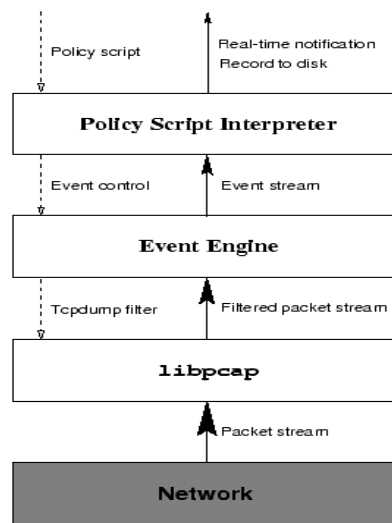 Policy script
Real-time notification
Record to disk
Policy Script Interpreter
Event control
Event stream
Event Engine
Tcpdump filter
Filtered packet stream
libpcap
Packet stream
Network